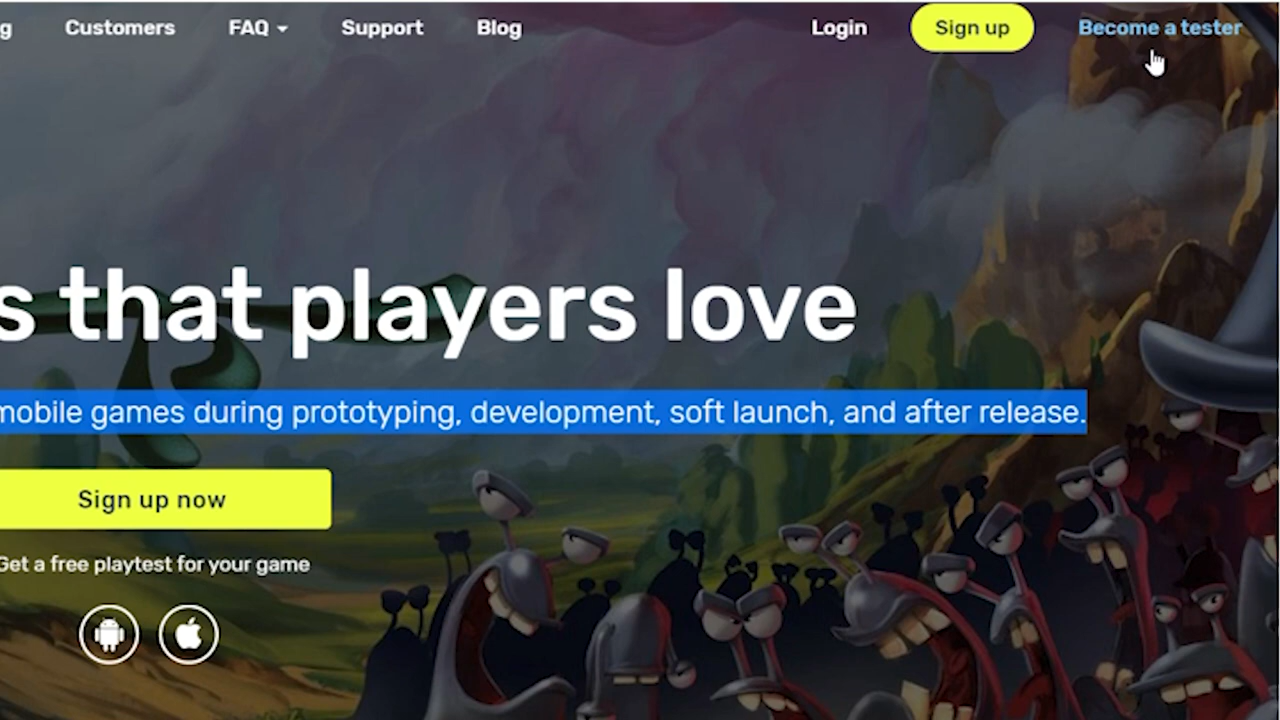 g Customers FAQ Support Blog Login Sign up Become a tester
s that players love
mobile games during prototyping, development, soft launch, and after release.
Sign up now
Get a free playtest for your game